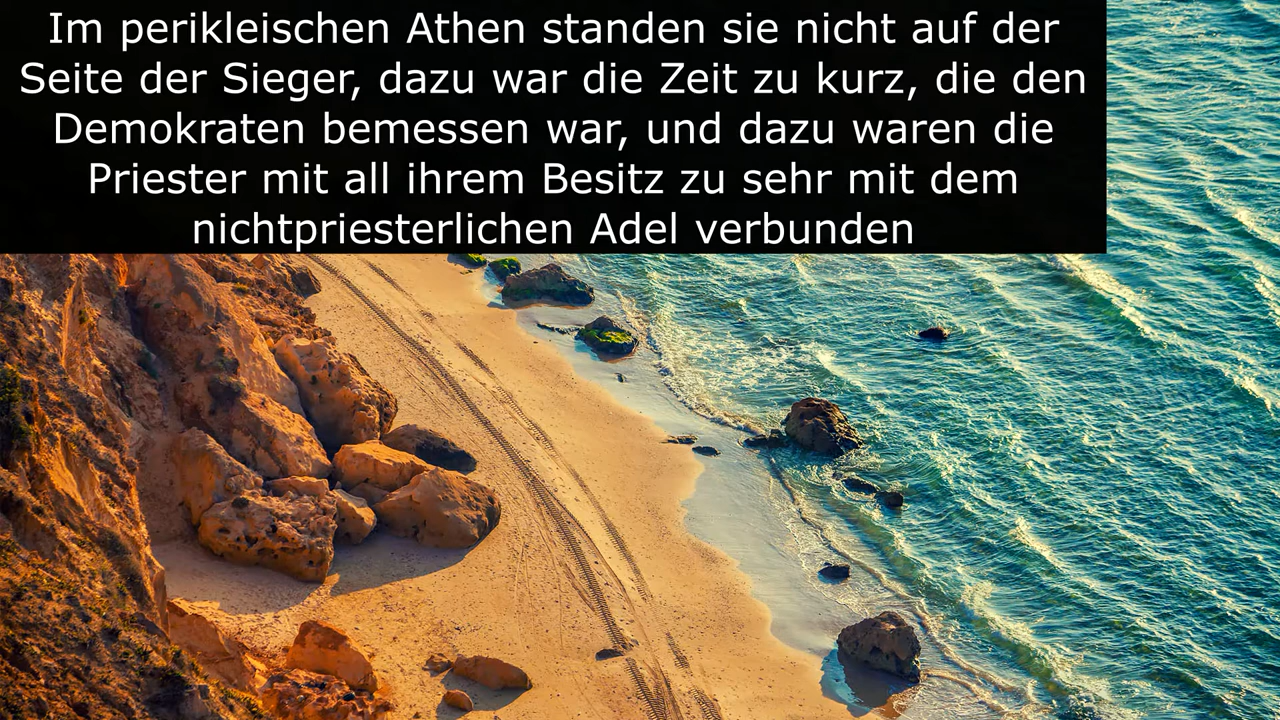 Im perikleischen Athen standen sie nicht auf der
Seite der Sieger, dazu war die Zeit zu kurz, die den
Demokraten bemessen war, und dazu waren die
Priester mit all ihrem Besitz zu sehr mit dem
nichtpriesterlichen Adel verbunden